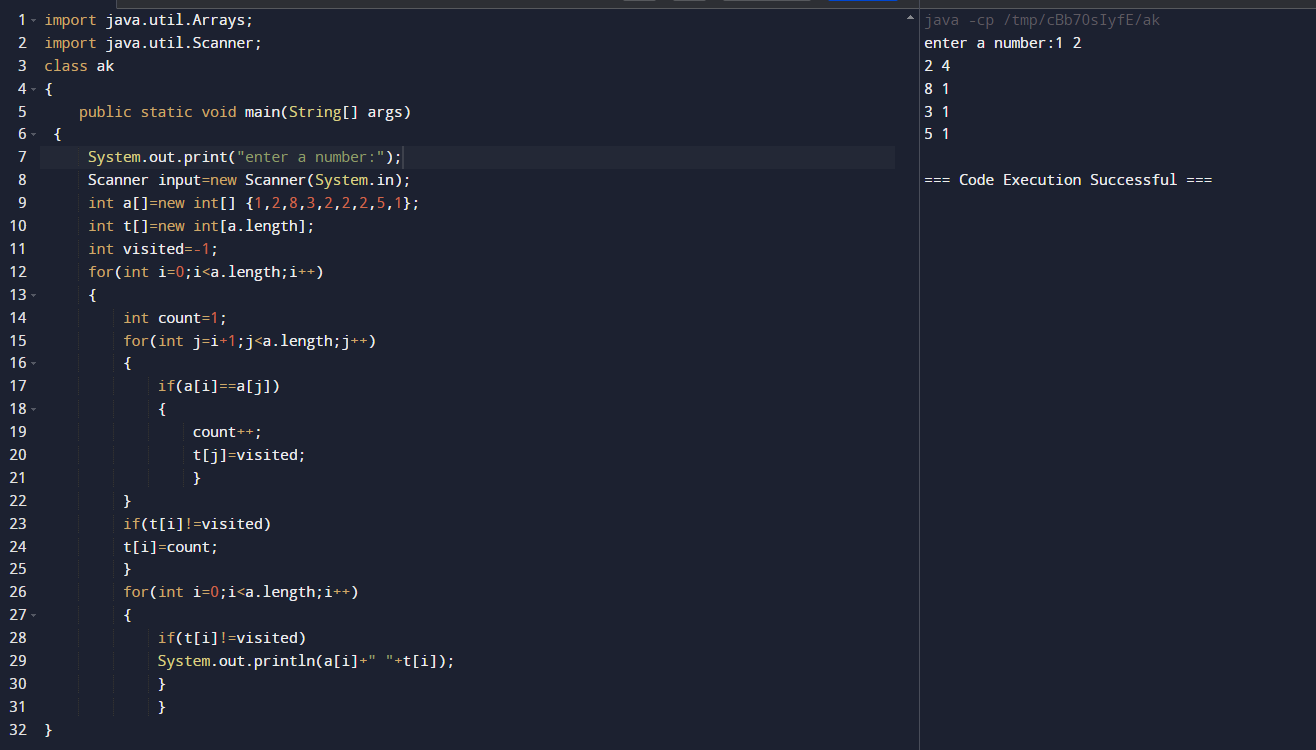 1 import java.util.Arrays;
2 import java.util.Scanner;
3 class ak
4 {
5     public static void main(String[] args)
6  {
7      System.out.print("enter a number:");
8      Scanner input=new Scanner(System.in);
9      int a[]=new int[] {1,2,8,3,2,2,2,5,1};
10     int t[]=new int[a.length];
11     int visited=-1;
12     for(int i=0;i<a.length;i++)
13     {
14         int count=1;
15         for(int j=i+1;j<a.length;j++)
16         {
17             if(a[i]==a[j])
18             {
19                 count++;
20                 t[j]=visited;
21                 }
22         }
23         if(t[i]!=visited)
24         t[i]=count;
25         }
26         for(int i=0;i<a.length;i++)
27         {
28             if(t[i]!=visited)
29             System.out.println(a[i]+" "+t[i]);
30             }
31             }
32 }
java -cp /tmp/cBb70sIyfE/ak
enter a number:1 2
2 4
8 1
3 1
5 1
=== Code Execution Successful ===